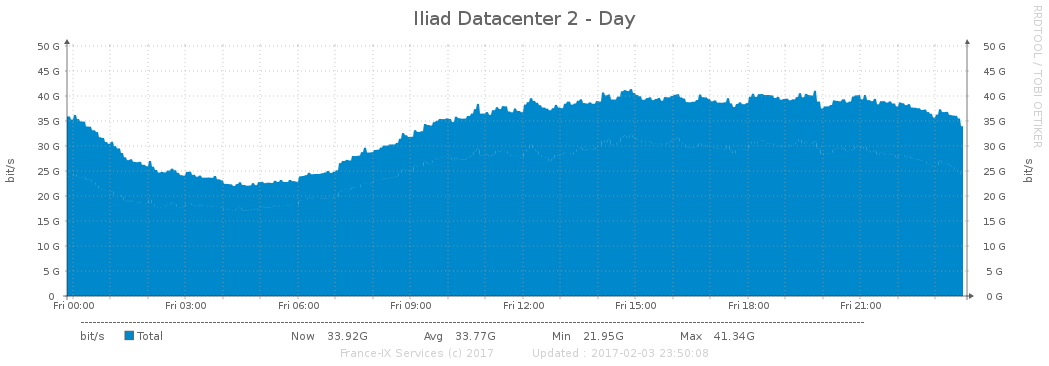 Iliad Datacenter 2 - Day
RRDTOOL / TOBI OETIKER
bit/s
50 G
45 G
40 G
35 G
30 G
25 G
20 G
15 G
10 G
5 G
0
50 G
45 G
40 G
35 G
30 G
25 G
20 G
15 G
10 G
5 G
0 G
bit/s
Fri 00:00 Fri 03:00 Fri 06:00 Fri 09:00 Fri 12:00 Fri 15:00 Fri 18:00 Fri 21:00
bit/s Total Now 33.92G Avg 33.77G Min 21.95G Max 41.34G
France-IX Services (c) 2017 Updated : 2017-02-03 23:50:08